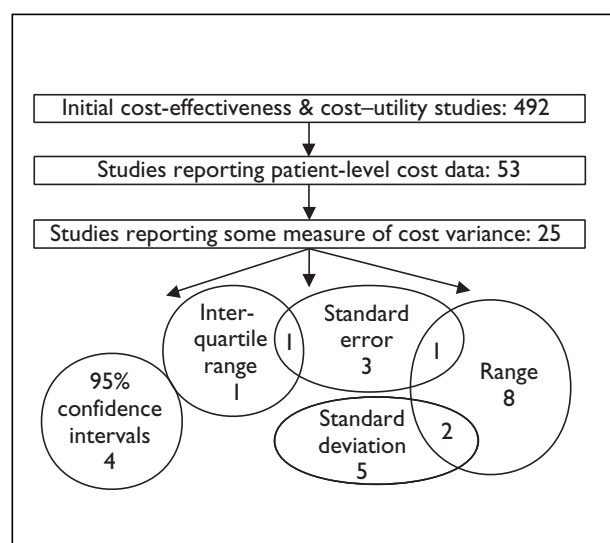 Initial cost-effectiveness & cost–utility studies: 492
Studies reporting patient-level cost data: 53
Studies reporting some measure of cost variance: 25
Inter-
quartile
range
1
1
Standard
error
3
1
Range
8
95%
confidence
intervals
4
Standard
deviation
5
2